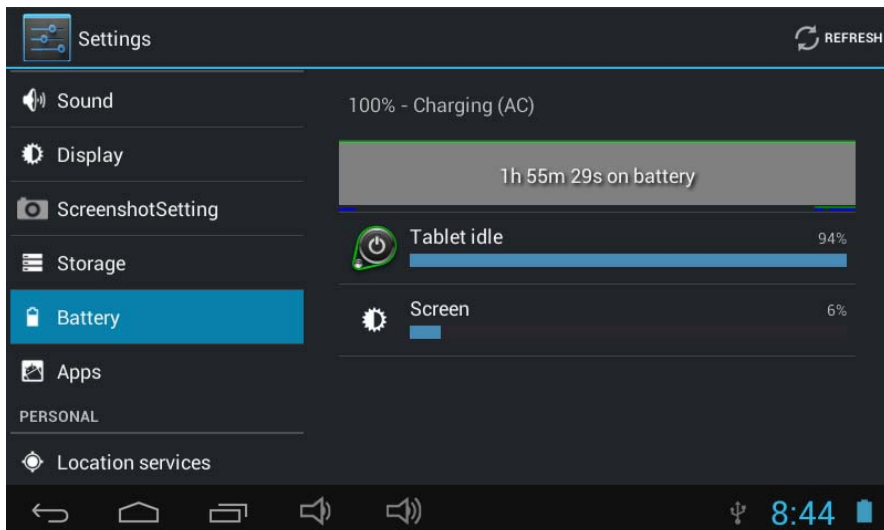 Settings
REFRESH
Sound
Display
ScreenshotSetting
Storage
Battery
Apps
PERSONAL
Location services
100% - Charging (AC)
1h 55m 29s on battery
Tablet idle 94%
Screen 6%
8:44